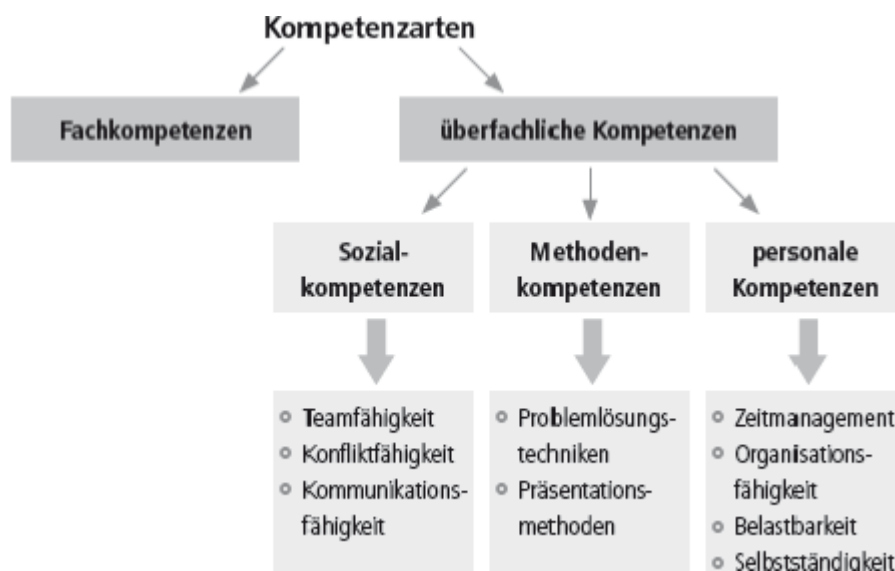 Kompetenzarten
Fachkompetenzen
überfachliche Kompetenzen
Sozial-
kompetenzen
Methoden-
kompetenzen
personale
Kompetenzen
Teamfähigkeit
Konfliktfähigkeit
Kommunikations-
fähigkeit
Problemlösungs-
techniken
Präsentations-
methoden
Zeitmanagement
Organisations-
fähigkeit
Belastbarkeit
Selbstständigkeit